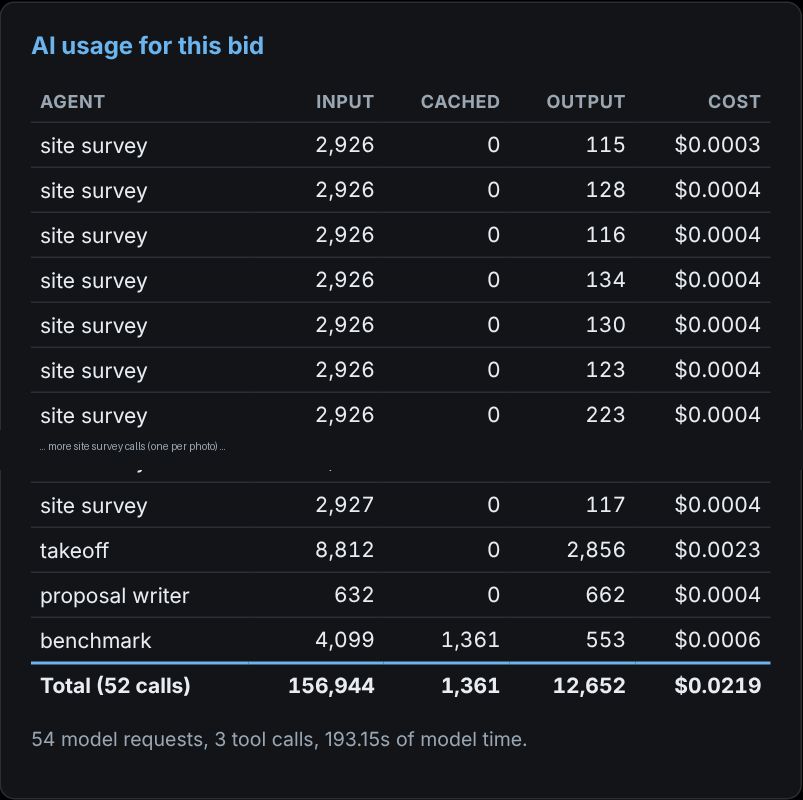 AI usage for this bid
AGENT INPUT CACHED OUTPUT COST
site survey 2,926 0 115 $0.0003
site survey 2,926 0 128 $0.0004
site survey 2,926 0 116 $0.0004
site survey 2,926 0 134 $0.0004
site survey 2,926 0 130 $0.0004
site survey 2,926 0 123 $0.0004
site survey 2,926 0 223 $0.0004
... more site survey calls (one per photo) ...
site survey 2,927 0 117 $0.0004
takeoff 8,812 0 2,856 $0.0023
proposal writer 632 0 662 $0.0004
benchmark 4,099 1,361 553 $0.0006
Total (52 calls) 156,944 1,361 12,652 $0.0219
54 model requests, 3 tool calls, 193.15s of model time.